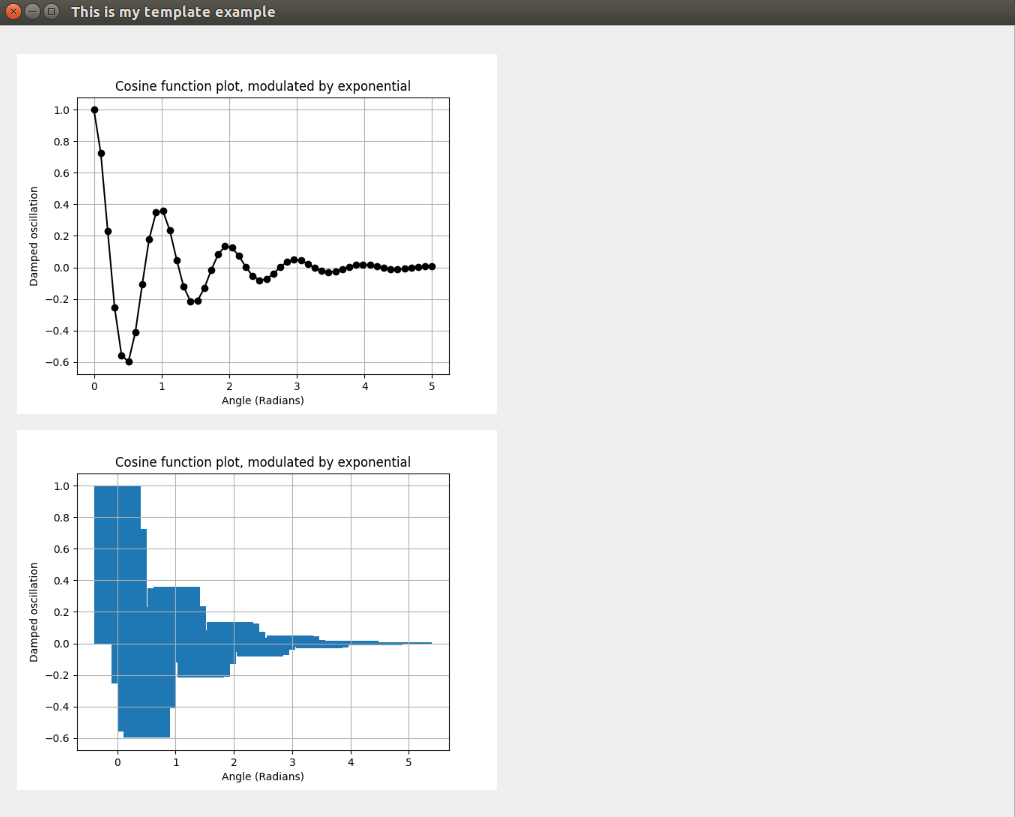 This is my template example
Cosine function plot, modulated by exponential
1.0
0.8
0.6
0.4
0.2
0.0
−0.2
−0.4
−0.6
Damped oscillation
0 1 2 3 4 5
Angle (Radians)
Cosine function plot, modulated by exponential
1.0
0.8
0.6
0.4
0.2
0.0
−0.2
−0.4
−0.6
Damped oscillation
0 1 2 3 4 5
Angle (Radians)